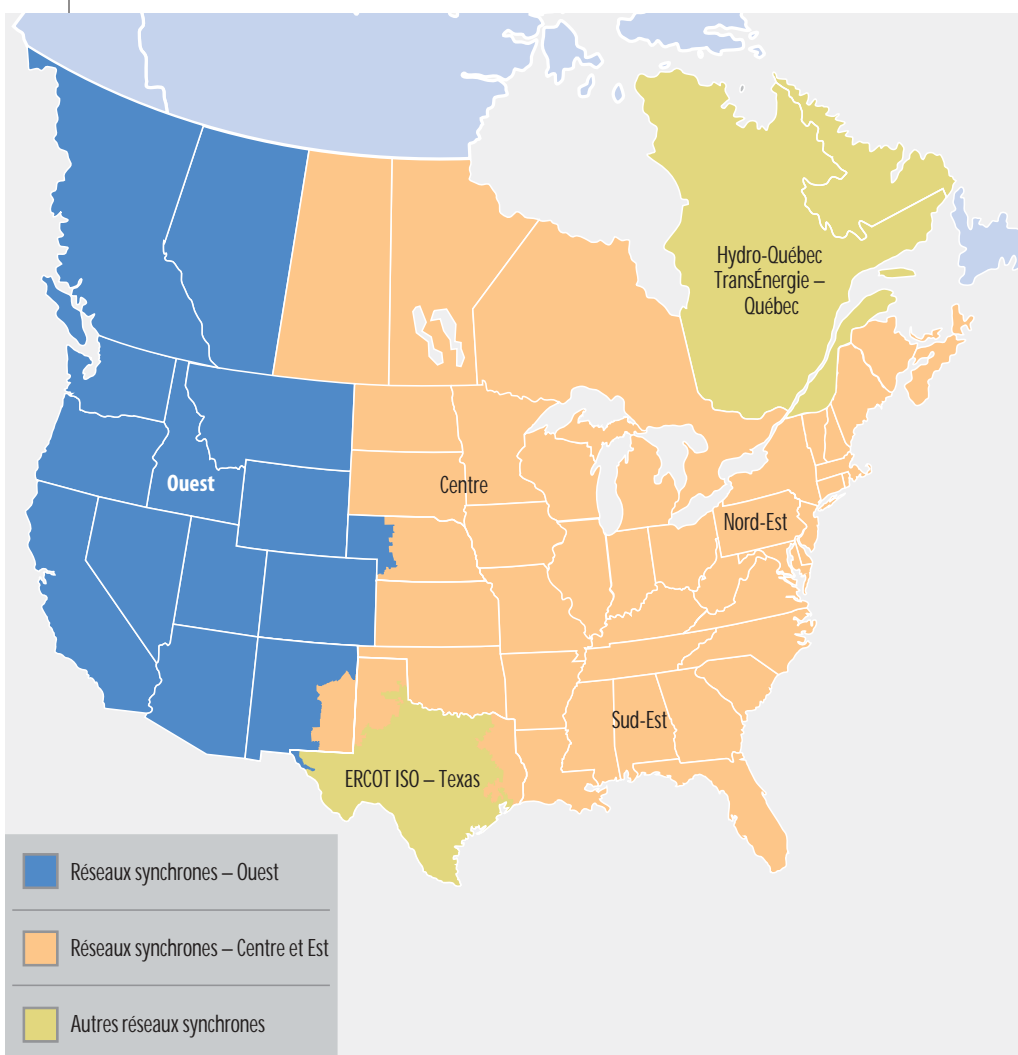 Hydro-Québec
TransÉnergie –
Québec
Ouest
Centre
Nord-Est
Sud-Est
ERCOT ISO – Texas
Réseaux synchrones – Ouest
Réseaux synchrones – Centre et Est
Autres réseaux synchrones